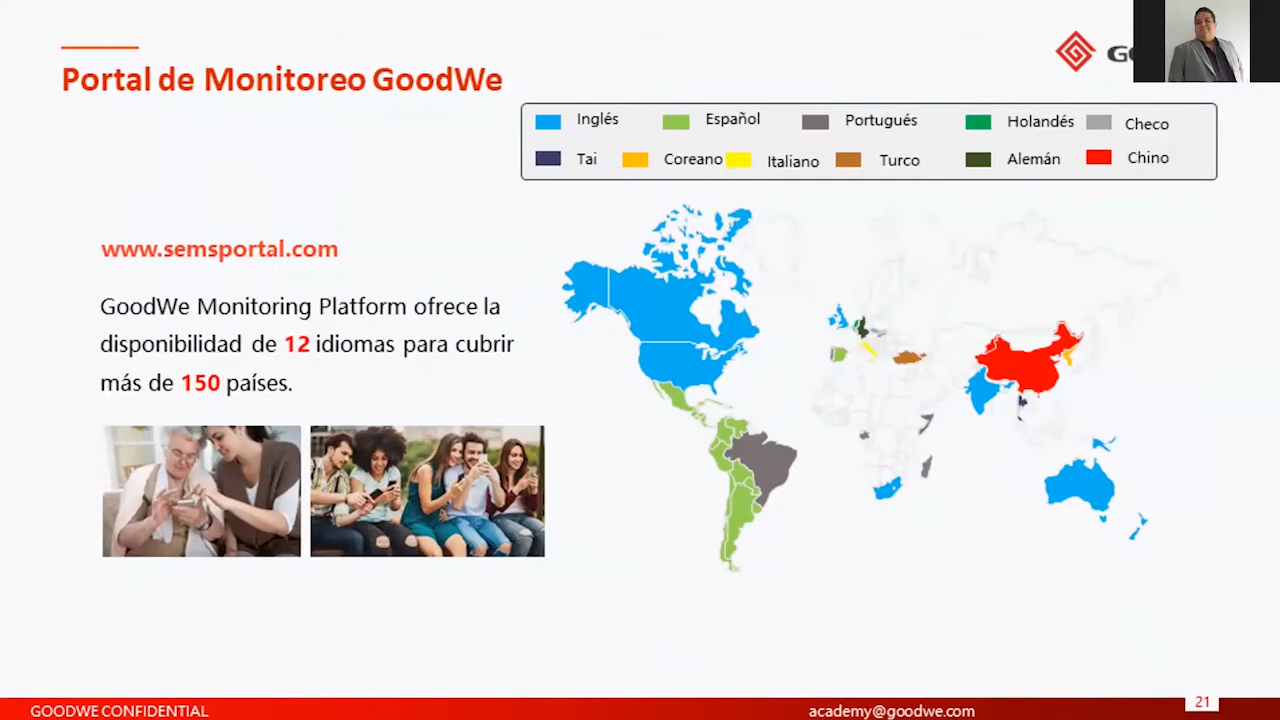 Portal de Monitoreo GoodWe
Inglés Español Portugués Holandés Checo
Tai Coreano Italiano Turco Alemán Chino
www.semsportal.com
GoodWe Monitoring Platform ofrece la
disponibilidad de 12 idiomas para cubrir
más de 150 países.
GOODWE CONFIDENTIAL
academy@goodwe.com
21